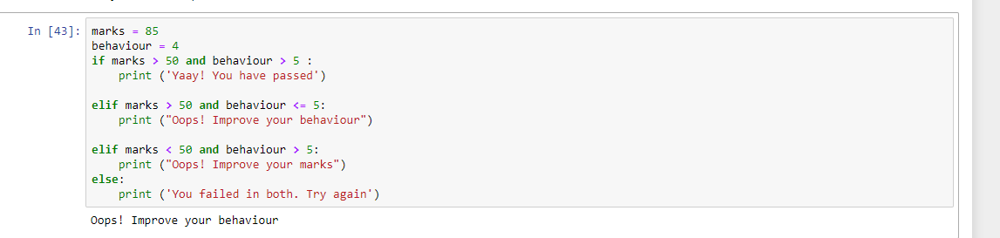 In [43]: marks = 85
behaviour = 4
if marks > 50 and behaviour > 5 :
    print ('Yaay! You have passed')
elif marks > 50 and behaviour <= 5:
    print ("Oops! Improve your behaviour")
elif marks < 50 and behaviour > 5:
    print ("Oops! Improve your marks")
else:
    print ('You failed in both. Try again')
Oops! Improve your behaviour